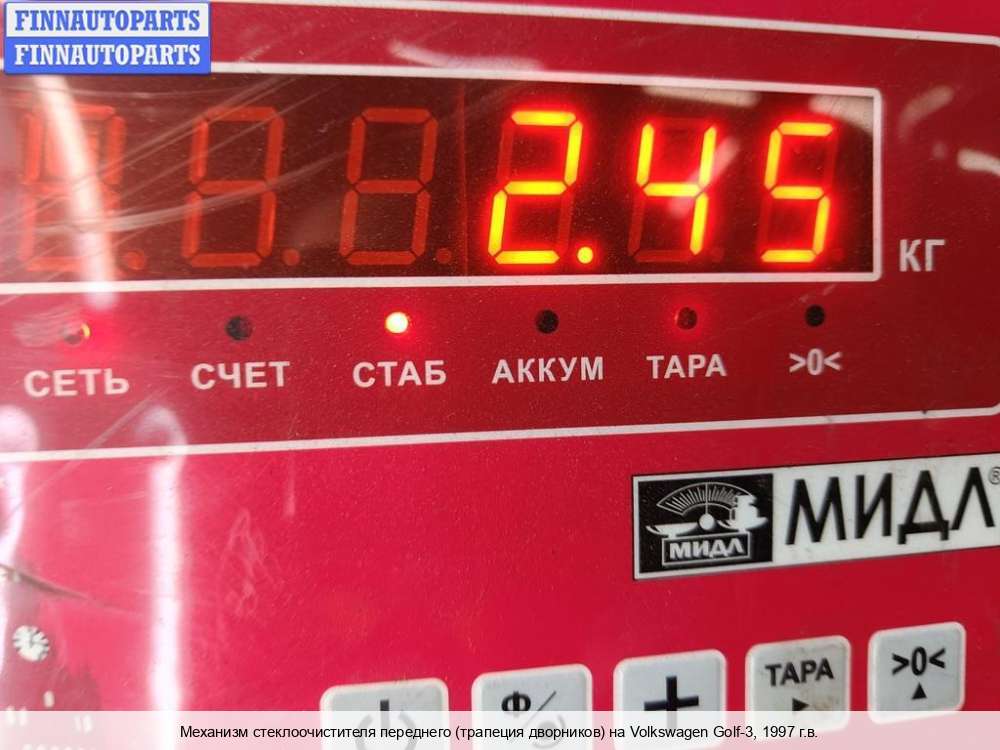 FINNAUTOPARTS
FINNAUTOPARTS
2.45
КГ
СЕТЬ СЧЕТ СТАБ АККУМ ТАРА >0<
МИДЛ МИДЛ®
Ф/ + ТАРА >0<
Механизм стеклоочистителя переднего (трапеция дворников) на Volkswagen Golf-3, 1997 г.в.